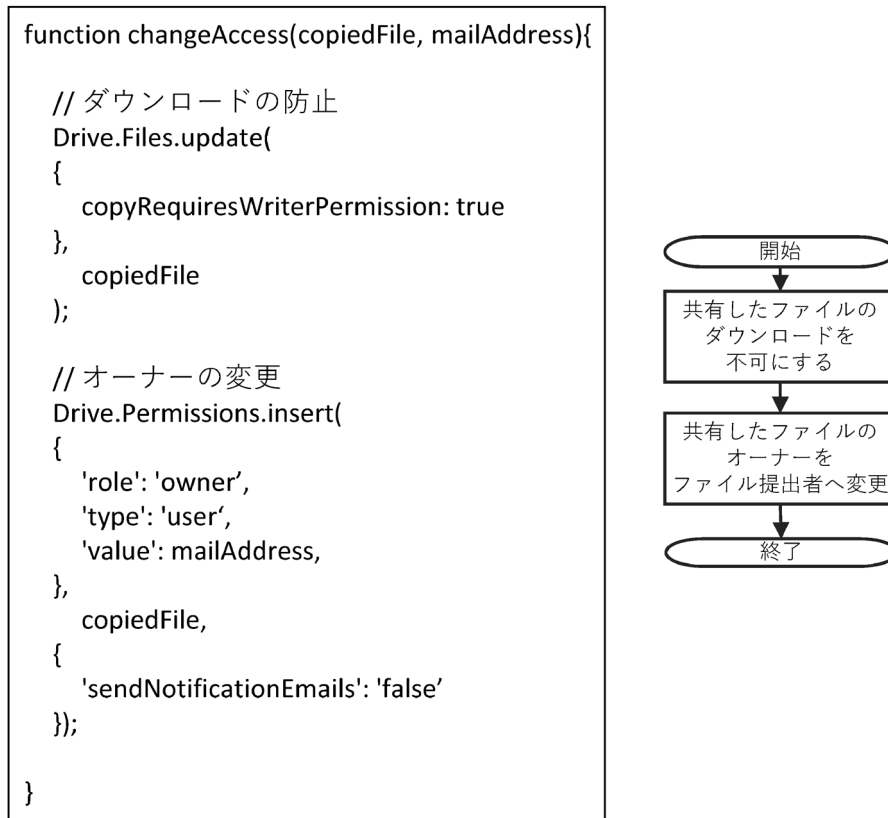 function changeAccess(copiedFile, mailAddress){
// ダウンロードの防止
Drive.Files.update(
{
copyRequiresWriterPermission: true
},
copiedFile
);
// オーナーの変更
Drive.Permissions.insert(
{
'role': 'owner’,
'type': 'user‘,
'value': mailAddress,
},
copiedFile,
{
'sendNotificationEmails': 'false’
});
}
開始
共有したファイルの
ダウンロードを
不可にする
共有したファイルの
オーナーを
ファイル提出者へ変更
終了